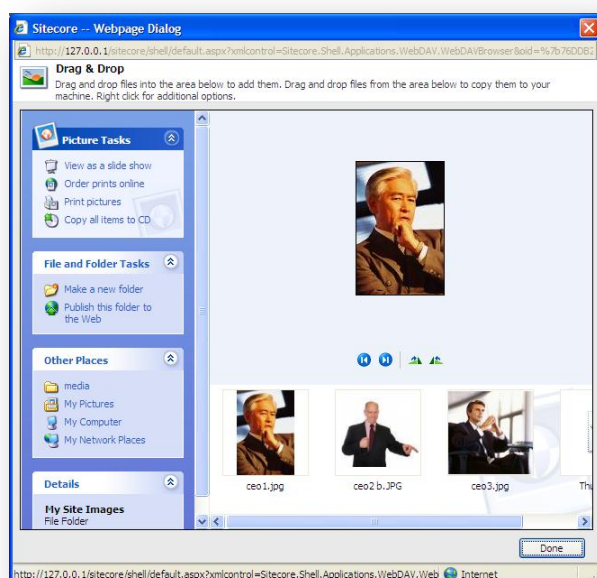 Sitecore -- Webpage Dialog
http://127.0.0.1/sitecore/shell/default.aspx?xmlcontrol=Sitecore.Shell.Applications.WebDAV.WebDAVBrowser&oid=%7b76DDB2
Drag & Drop
Drag and drop files into the area below to add them. Drag and drop files from the area below to copy them to your
machine. Right click for additional options.
Picture Tasks
View as a slide show
Order prints online
Print pictures
Copy all items to CD
File and Folder Tasks
Make a new folder
Publish this folder to
the Web
Other Places
media
My Pictures
My Computer
My Network Places
Details
My Site Images
File Folder
ceo1.jpg
ceo2 b.JPG
ceo3.jpg
Done
http://127.0.0.1/sitecore/shell/default.aspx?xmlcontrol=Sitecore.Shell.Applications.WebDAV.Web
Internet